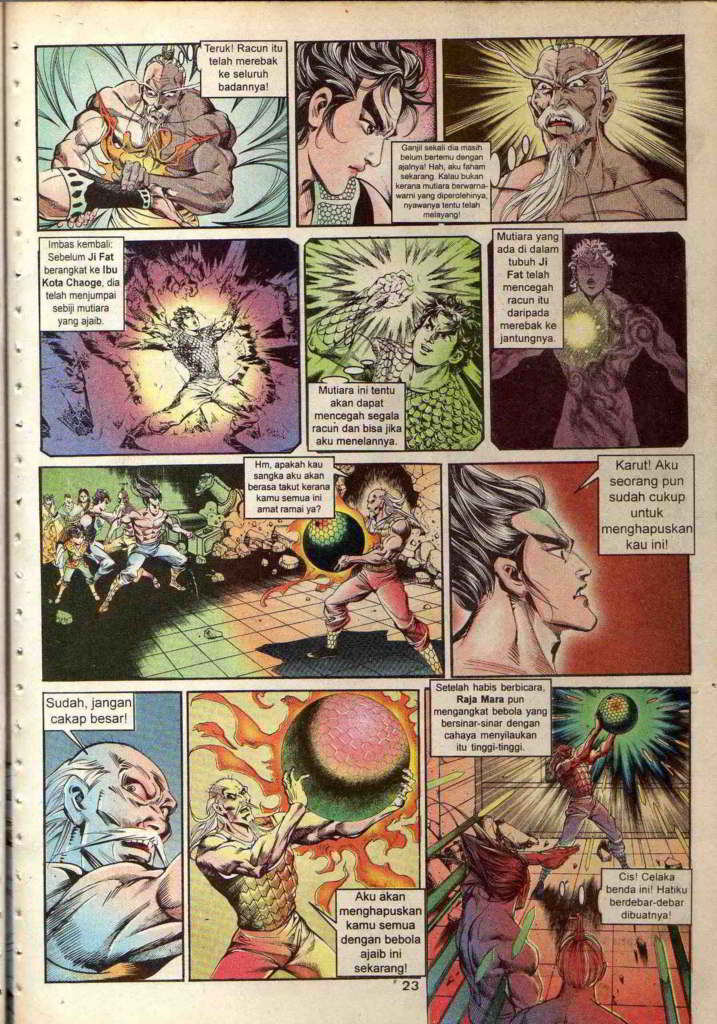 Teruk! Racun itu
telah merebak
ke seluruh
badannya!
Ganjil sekali dia masih
belum bertemu dengan
ajalnya! Hah, aku faham
sekarang. Kalau bukan
kerana mutiara berwarna-
warni yang diperolehinya,
nyawanya tentu telah
melayang!
Imbas kembali:
Sebelum Ji Fat
berangkat ke Ibu
Kota Chaoge, dia
telah menjumpai
sebiji mutiara
yang ajaib.
Mutiara ini tentu
akan dapat
mencegah segala
racun dan bisa jika
aku menelannya.
Mutiara yang
ada di dalam
tubuh Ji
Fat telah
mencegah
racun itu
daripada
merebak ke
jantungnya.
Hm, apakah kau
sangka aku akan
berasa takut kerana
kamu semua ini
amat ramai ya?
Karut! Aku
seorang pun
sudah cukup
untuk
menghapuskan
kau ini!
Sudah, jangan
cakap besar!
Aku akan
menghapuskan
kamu semua
dengan bebola
ajaib ini
sekarang!
Setelah habis berbicara,
Raja Mara pun
mengangkat bebola yang
bersinar-sinar dengan
cahaya menyilaukan
itu tinggi-tinggi.
Cis! Celaka
benda ini! Hatiku
berdebar-debar
dibuatnya!
23